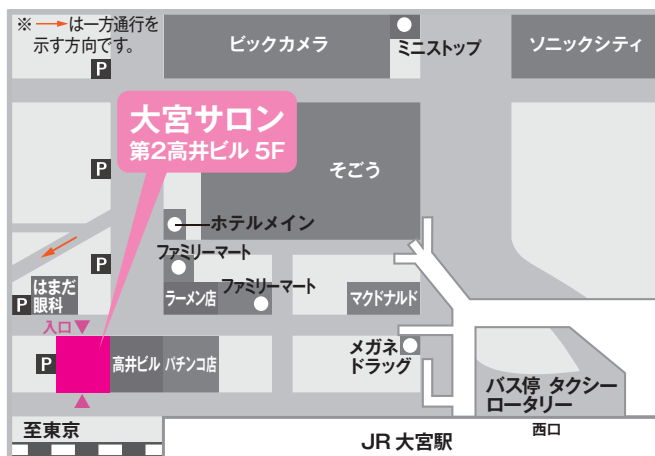 ※→は一方通行を
示す方向です。
ビックカメラ
ミニストップ
ソニックシティ
P
大宮サロン
第2高井ビル 5F
P
そごう
ホテルメイン
ファミリーマート
P
はまだ
眼科
P
ラーメン店
ファミリーマート
マクドナルド
入口▼
P
高井ビル
パチンコ店
メガネ
ドラッグ
バス停 タクシー
ロータリー
▲
至東京
JR 大宮駅
西口